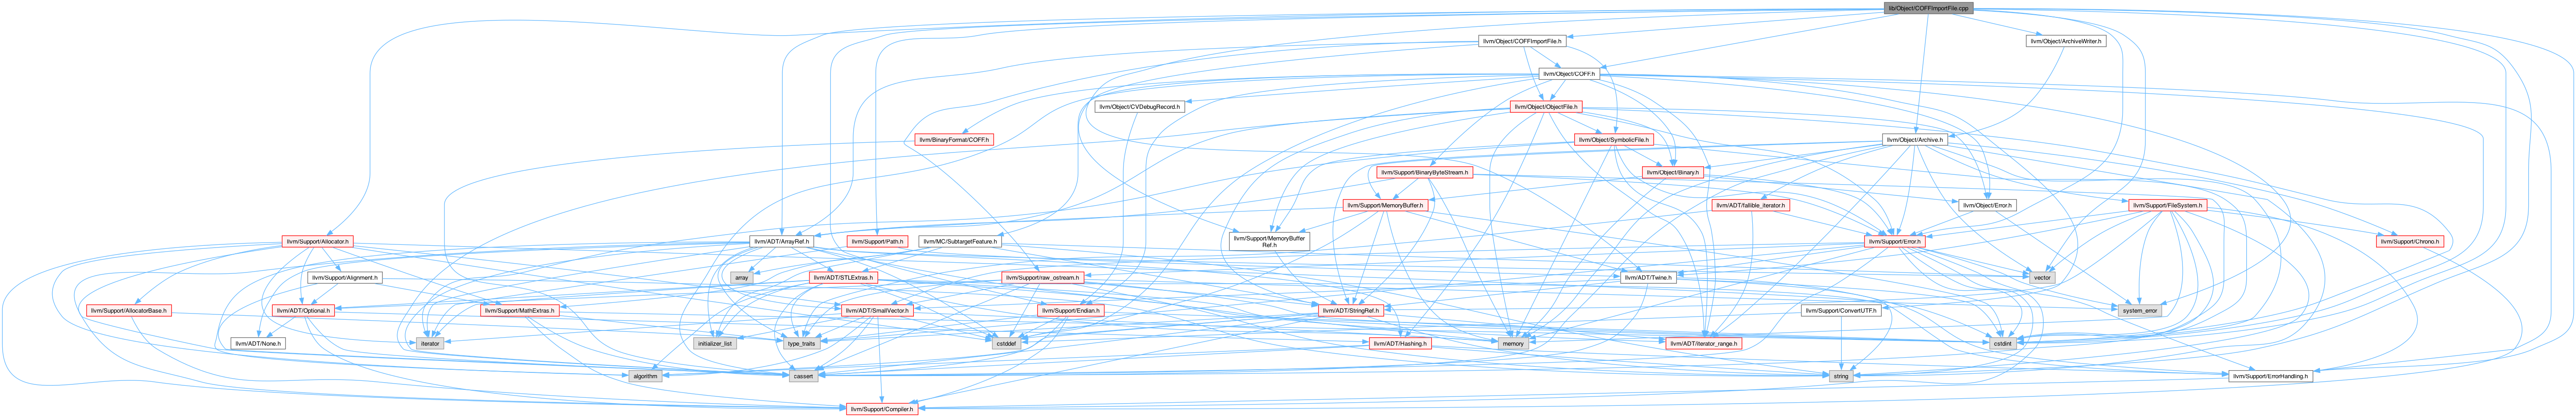 lib/Object/COFFImportFile.cpp
llvm/Object/COFFImportFile.h
llvm/Object/ArchiveWriter.h
llvm/Object/COFF.h
llvm/Object/CVDebugRecord.h
llvm/Object/ObjectFile.h
llvm/BinaryFormat/COFF.h
llvm/Object/SymbolicFile.h
llvm/Object/Archive.h
llvm/Support/BinaryByteStream.h
llvm/Object/Binary.h
llvm/Support/MemoryBuffer.h
llvm/ADT/fallible_iterator.h
llvm/Object/Error.h
llvm/Support/FileSystem.h
llvm/Support/Allocator.h
llvm/ADT/ArrayRef.h
llvm/Support/Path.h
llvm/MC/SubtargetFeature.h
llvm/Support/MemoryBuffer
Ref.h
llvm/Support/Error.h
llvm/Support/Chrono.h
llvm/Support/Alignment.h
array
llvm/ADT/STLExtras.h
llvm/Support/raw_ostream.h
llvm/ADT/Twine.h
vector
llvm/Support/AllocatorBase.h
llvm/ADT/Optional.h
llvm/Support/MathExtras.h
llvm/ADT/SmallVector.h
llvm/Support/Endian.h
llvm/ADT/StringRef.h
llvm/Support/ConvertUTF.h
system_error
llvm/ADT/None.h
iterator
initializer_list
type_traits
cstddef
llvm/ADT/Hashing.h
memory
llvm/ADT/iterator_range.h
cstdint
algorithm
cassert
string
llvm/Support/ErrorHandling.h
llvm/Support/Compiler.h